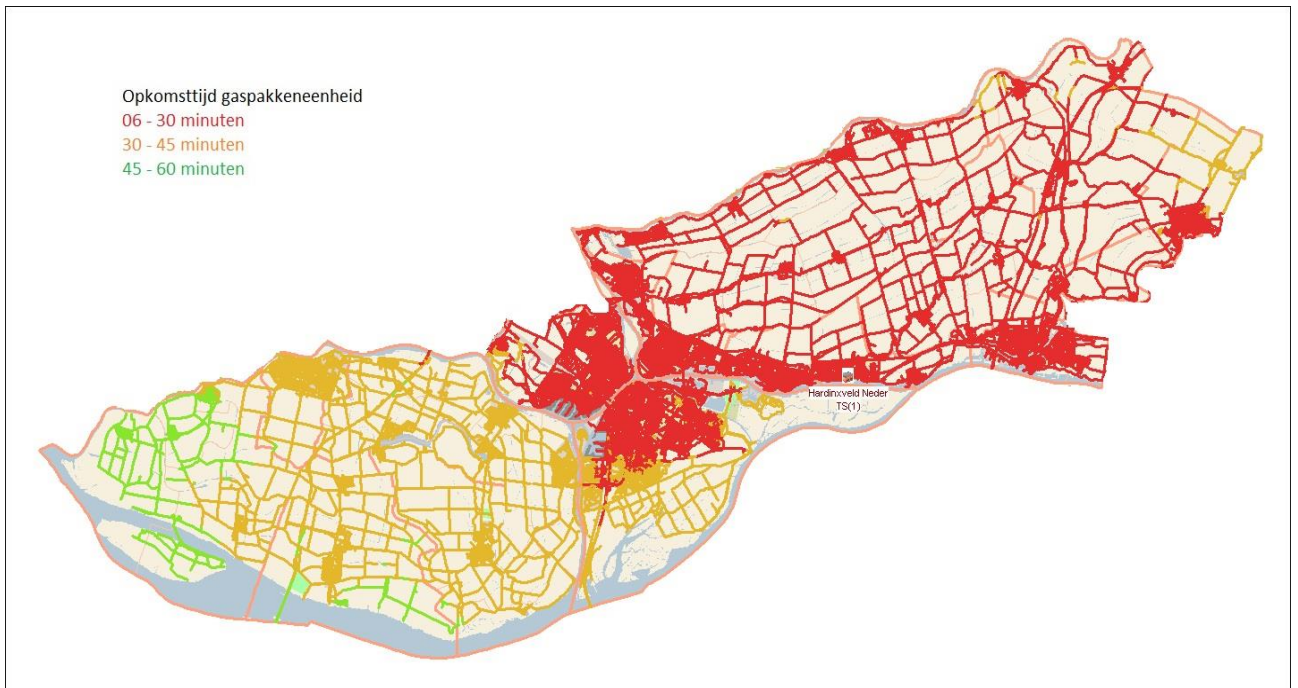 Opkomsttijd gaspakkeneenheid
06 - 30 minuten
30 - 45 minuten
45 - 60 minuten
Hardinxveld Neder
TS(1)